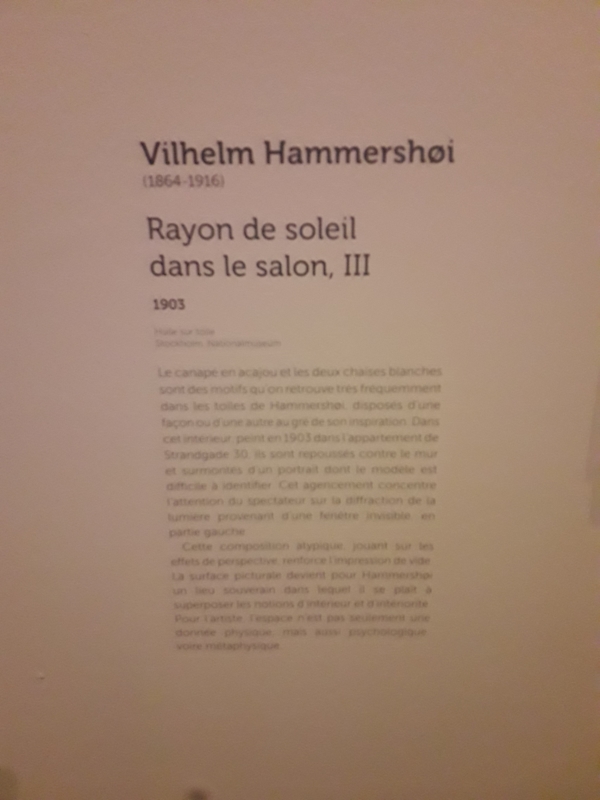 Vilhelm Hammershøi
(1864-1916)
Rayon de soleil
dans le salon, III
1903
Huile sur toile
Stockholm, Nationalmuseum
Le canapé en acajou et les deux chaises blanches
sont des motifs qu'on retrouve très fréquemment
dans les toiles de Hammershøi, disposés d'une
façon ou d'une autre au gré de son inspiration. Dans
cet intérieur, peint en 1903 dans l'appartement de
Strandgade 30, ils sont repoussés contre le mur
et surmontés d'un portrait dont le modèle est
difficile à identifier. Cet agencement concentre
l'attention du spectateur sur la diffraction de la
lumière provenant d'une fenêtre invisible, en
partie gauche.
Cette composition atypique, jouant sur les
effets de perspective, renforce l'impression de vide.
La surface picturale devient pour Hammershøi
un lieu souverain dans lequel il se plaît à
superposer les notions d'intérieur et d'intériorité.
Pour l'artiste, l'espace n'est pas seulement une
donnée physique, mais aussi psychologique,
voire métaphysique.